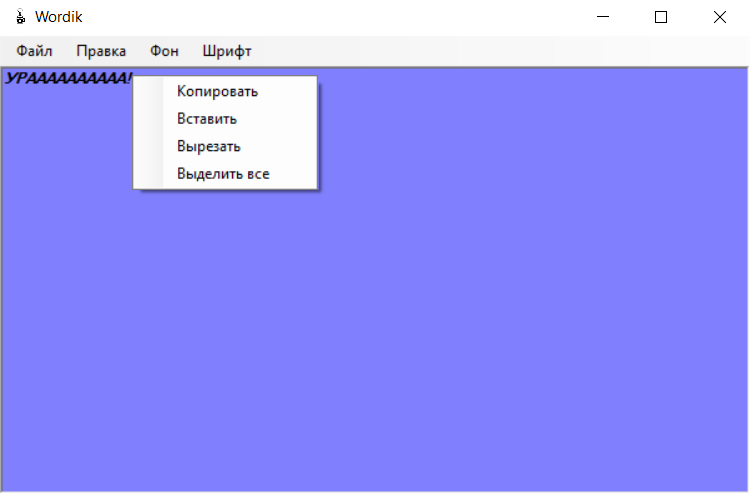 Wordik
Файл Правка Фон Шрифт
УРАААААААААА!
Копировать
Вставить
Вырезать
Выделить все